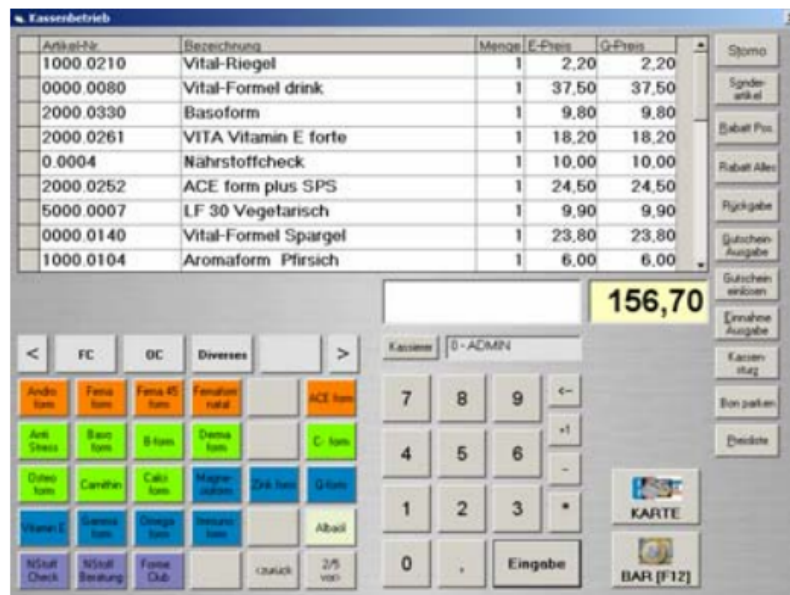 Kassenbetrieb
Artikel-Nr. Bezeichnung Menge E-Preis G-Preis
1000.0210 Vital-Riegel 1 2,20 2,20
0000.0080 Vital-Formel drink 1 37,50 37,50
2000.0330 Basoform 1 9,80 9,80
2000.0261 VITA Vitamin E forte 1 18,20 18,20
0.0004 Nährstoffcheck 1 10,00 10,00
2000.0252 ACE form plus SPS 1 24,50 24,50
5000.0007 LF 30 Vegetarisch 1 9,90 9,90
0000.0140 Vital-Formel Spargel 1 23,80 23,80
1000.0104 Aromaform Pfirsich 1 6,00 6,00
Storno
Sonder-
artikel
Rabatt Pos.
Rabatt Alles
Rückgabe
Gutschein
Ausgabe
Gutschein
einlösen
Einnahme
Ausgabe
Kassen-
sturz
Bon parken
Preisliste
156,70
Kassierer 0 - ADMIN
< FC OC Diverses >
Andro
form
Fema
form
Fema 45
form
natal
ACE form
Anti
Stress
Baso
form
B-form
Derma
form
C- form
Osteo
form
Carnithin
Calci
form
Magne-
Zink form
Vitamin E
Gamma
form
Omega
form
Immuno
form
Albaöl
NStoff
Check
NStoff
Beratung
Forme
Club
<zurück
2/5
vor>
7 8 9 <--
4 5 6 +1
-
1 2 3 *
0 , Eingabe
KARTE
BAR [F12]